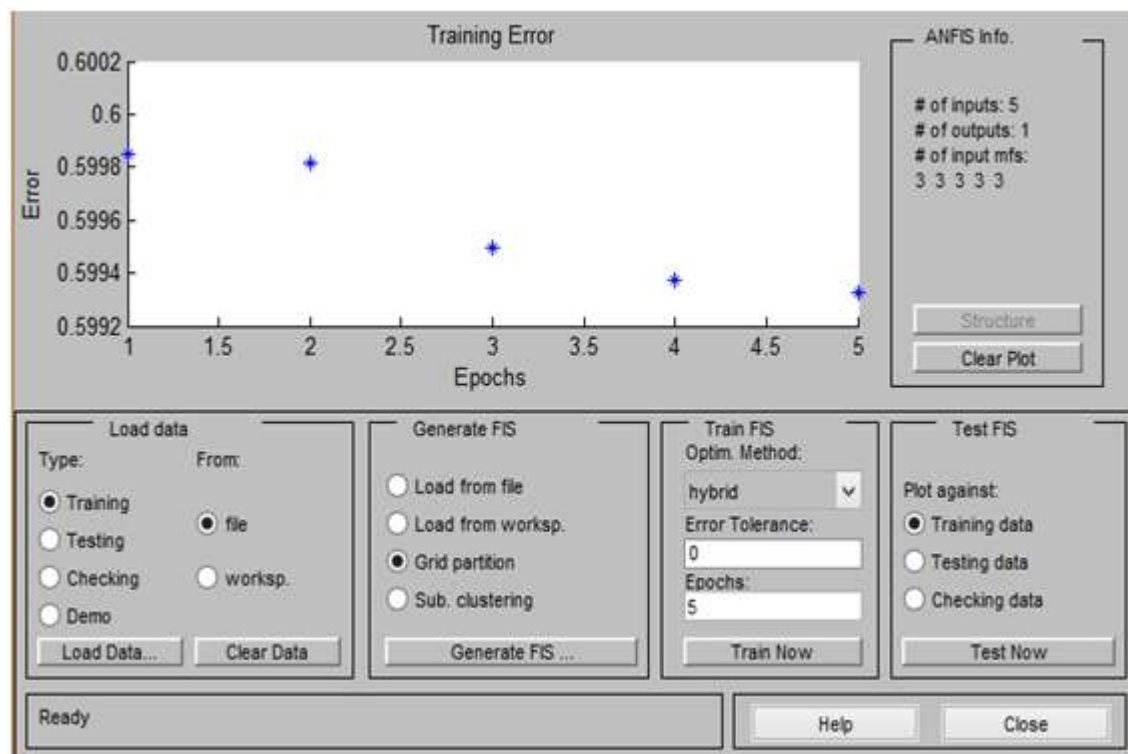 Training Error
0.6002
0.6
0.5998
0.5996
0.5994
0.5992
Error
1 1.5 2 2.5 3 3.5 4 4.5 5
Epochs
ANFIS Info.
# of inputs: 5
# of outputs: 1
# of input mfs:
3 3 3 3 3
Structure
Clear Plot
Load data
Type: From:
Training
file
Testing
Checking
worksp.
Demo
Load Data... Clear Data
Generate FIS
Load from file
Load from worksp.
Grid partition
Sub. clustering
Generate FIS ...
Train FIS
Optim. Method:
hybrid
Error Tolerance:
0
Epochs:
5
Train Now
Test FIS
Plot against:
Training data
Testing data
Checking data
Test Now
Ready
Help Close